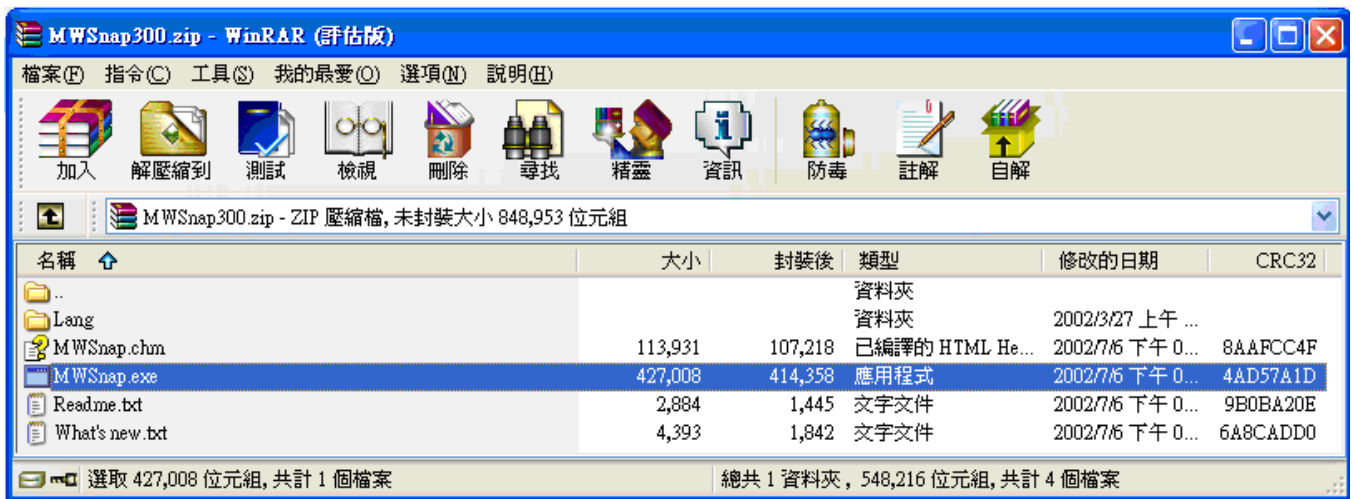 MWSnap300.zip - WinRAR (評估版)
檔案(F) 指令(C) 工具(S) 我的最愛(O) 選項(N) 說明(H)
加入 解壓縮到 測試 檢視 刪除 尋找 精靈 資訊 防毒 註解 自解
MWSnap300.zip - ZIP 壓縮檔, 未封裝大小 848,953 位元組
名稱 大小 封裝後 類型 修改的日期 CRC32
.. 資料夾
Lang 資料夾 2002/3/27 上午 ...
MWSnap.chm 113,931 107,218 已編譯的 HTML He... 2002/7/6 下午 0... 8AAFCC4F
MWSnap.exe 427,008 414,358 應用程式 2002/7/6 下午 0... 4AD57A1D
Readme.txt 2,884 1,445 文字文件 2002/7/6 下午 0... 9B0BA20E
What's new.txt 4,393 1,842 文字文件 2002/7/6 下午 0... 6A8CADD0
選取 427,008 位元組, 共計 1 個檔案 總共 1 資料夾, 548,216 位元組, 共計 4 個檔案